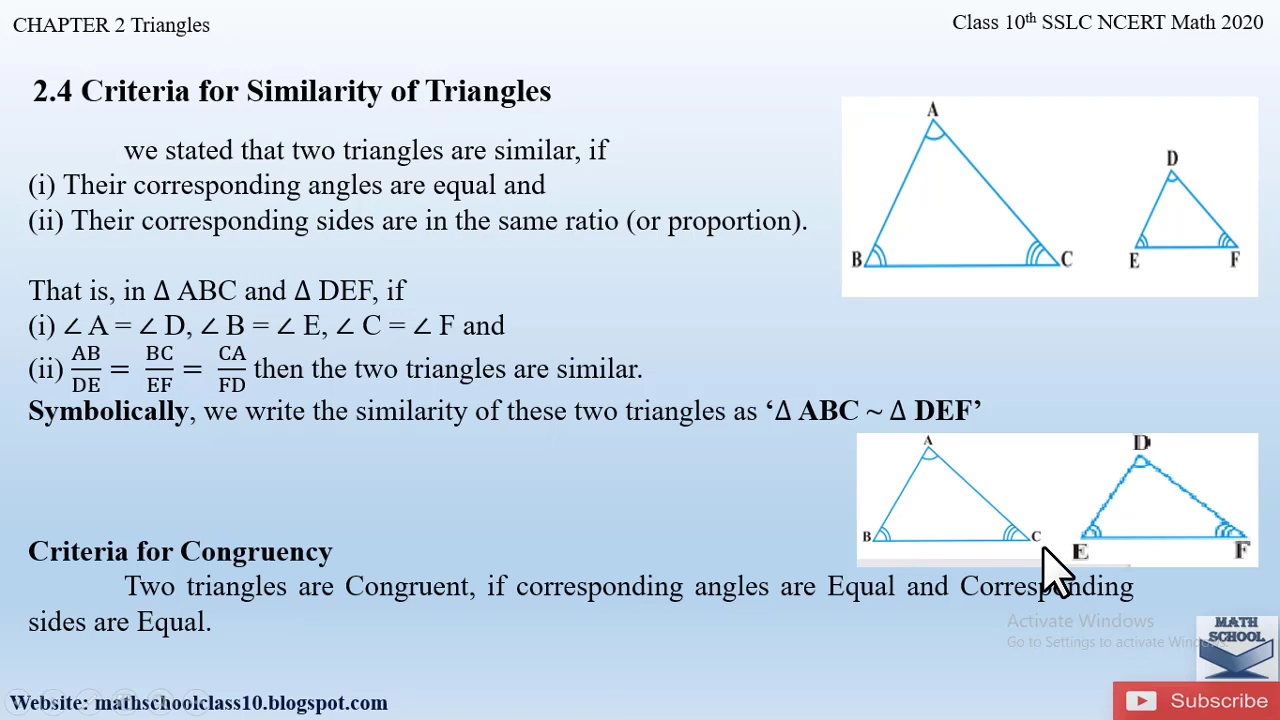 CHAPTER 2 Triangles
Class 10th SSLC NCERT Math 2020
2.4 Criteria for Similarity of Triangles
we stated that two triangles are similar, if
(i) Their corresponding angles are equal and
(ii) Their corresponding sides are in the same ratio (or proportion).
A
B
C
D
E
F
That is, in Δ ABC and Δ DEF, if
(i) ∠ A = ∠ D, ∠ B = ∠ E, ∠ C = ∠ F and
(ii) AB/DE = BC/EF = CA/FD then the two triangles are similar.
Symbolically, we write the similarity of these two triangles as ‘Δ ABC ~ Δ DEF’
A
B
C
D
E
F
Criteria for Congruency
Two triangles are Congruent, if corresponding angles are Equal and Corresponding
sides are Equal.
Activate Windows
Go to Settings to activate Windows.
MATH
SCHOOL
Website: mathschoolclass10.blogspot.com
Subscribe